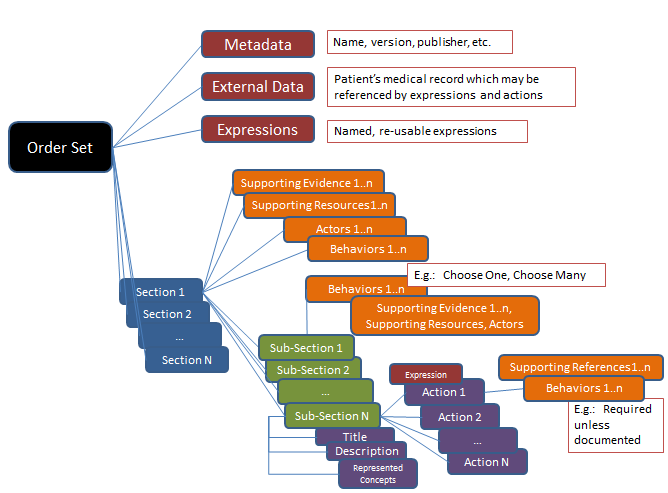 Metadata
Name, version, publisher, etc.
External Data
Patient's medical record which may be
referenced by expressions and actions
Expressions
Named, re-usable expressions
Order Set
Supporting Evidence 1..n
Supporting Resources1..n
Actors 1..n
Behaviors 1..n
E.g.: Choose One, Choose Many
Behaviors 1..n
Supporting Evidence 1..n,
Supporting Resources, Actors
Section 1
Section 2
...
Section N
Sub-Section 1
Sub-Section 2
...
Sub-Section N
Title
Description
Represented
Concepts
Expression
Action 1
Action 2
...
Action N
Supporting References1..n
Behaviors 1..n
E.g.: Required
unless
documented